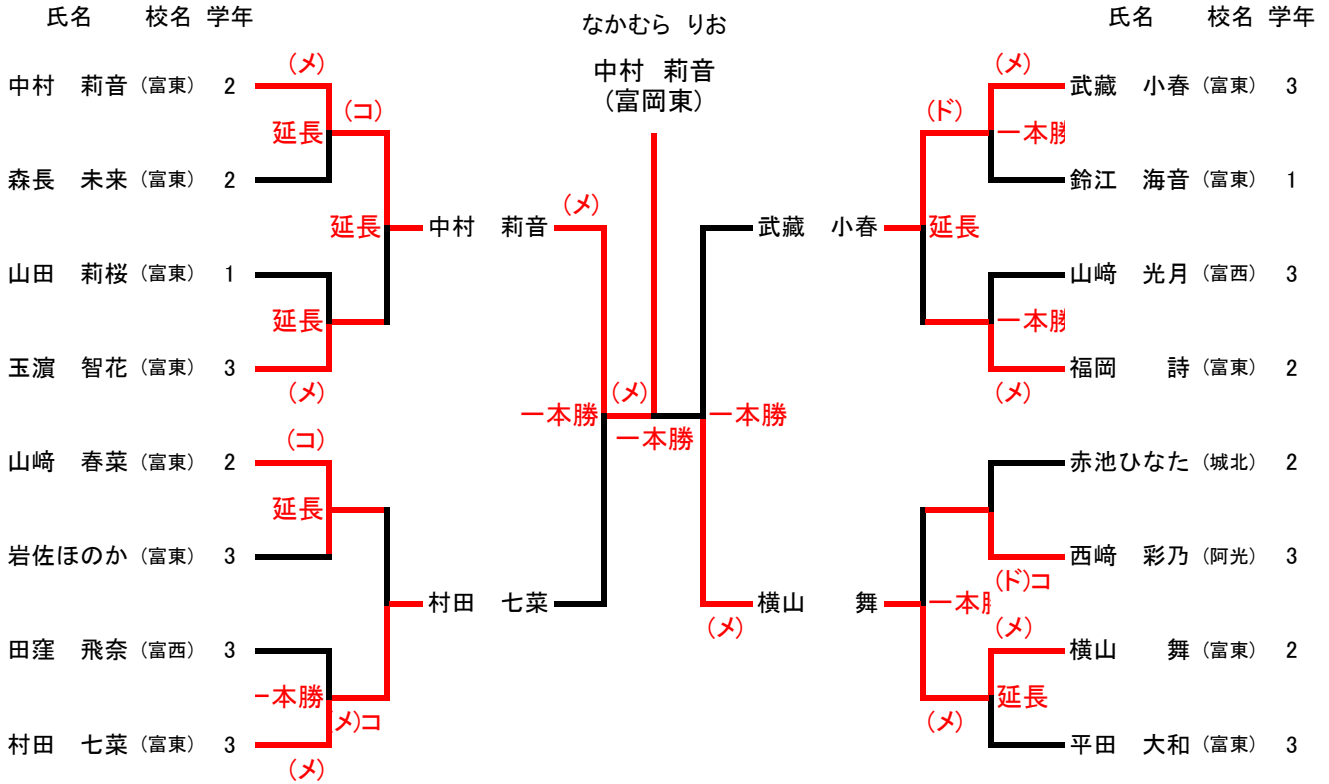 氏名 校名 学年
なかむら りお
氏名 校名 学年
中村 莉音
(富岡東)
中村 莉音 (富東) 2
(メ)
(コ)
延長
森長 未来 (富東) 2
延長
中村 莉音
(メ)
山田 莉桜 (富東) 1
延長
玉濵 智花 (富東) 3
(メ)
一本勝
(メ)
一本勝
一本勝
(コ)
山﨑 春菜 (富東) 2
延長
岩佐ほのか (富東) 3
村田 七菜
田窪 飛奈 (富西) 3
一本勝
(メ)コ
村田 七菜 (富東) 3
(メ)
(メ)
武藏 小春 (富東) 3
(ド)
一本勝
鈴江 海音 (富東) 1
武藏 小春
延長
山﨑 光月 (富西) 3
一本勝
福岡 詩 (富東) 2
(メ)
赤池ひなた (城北) 2
西﨑 彩乃 (阿光) 3
(ド)コ
横山 舞
(メ)
一本勝
(メ)
横山 舞 (富東) 2
延長
(メ)
平田 大和 (富東) 3